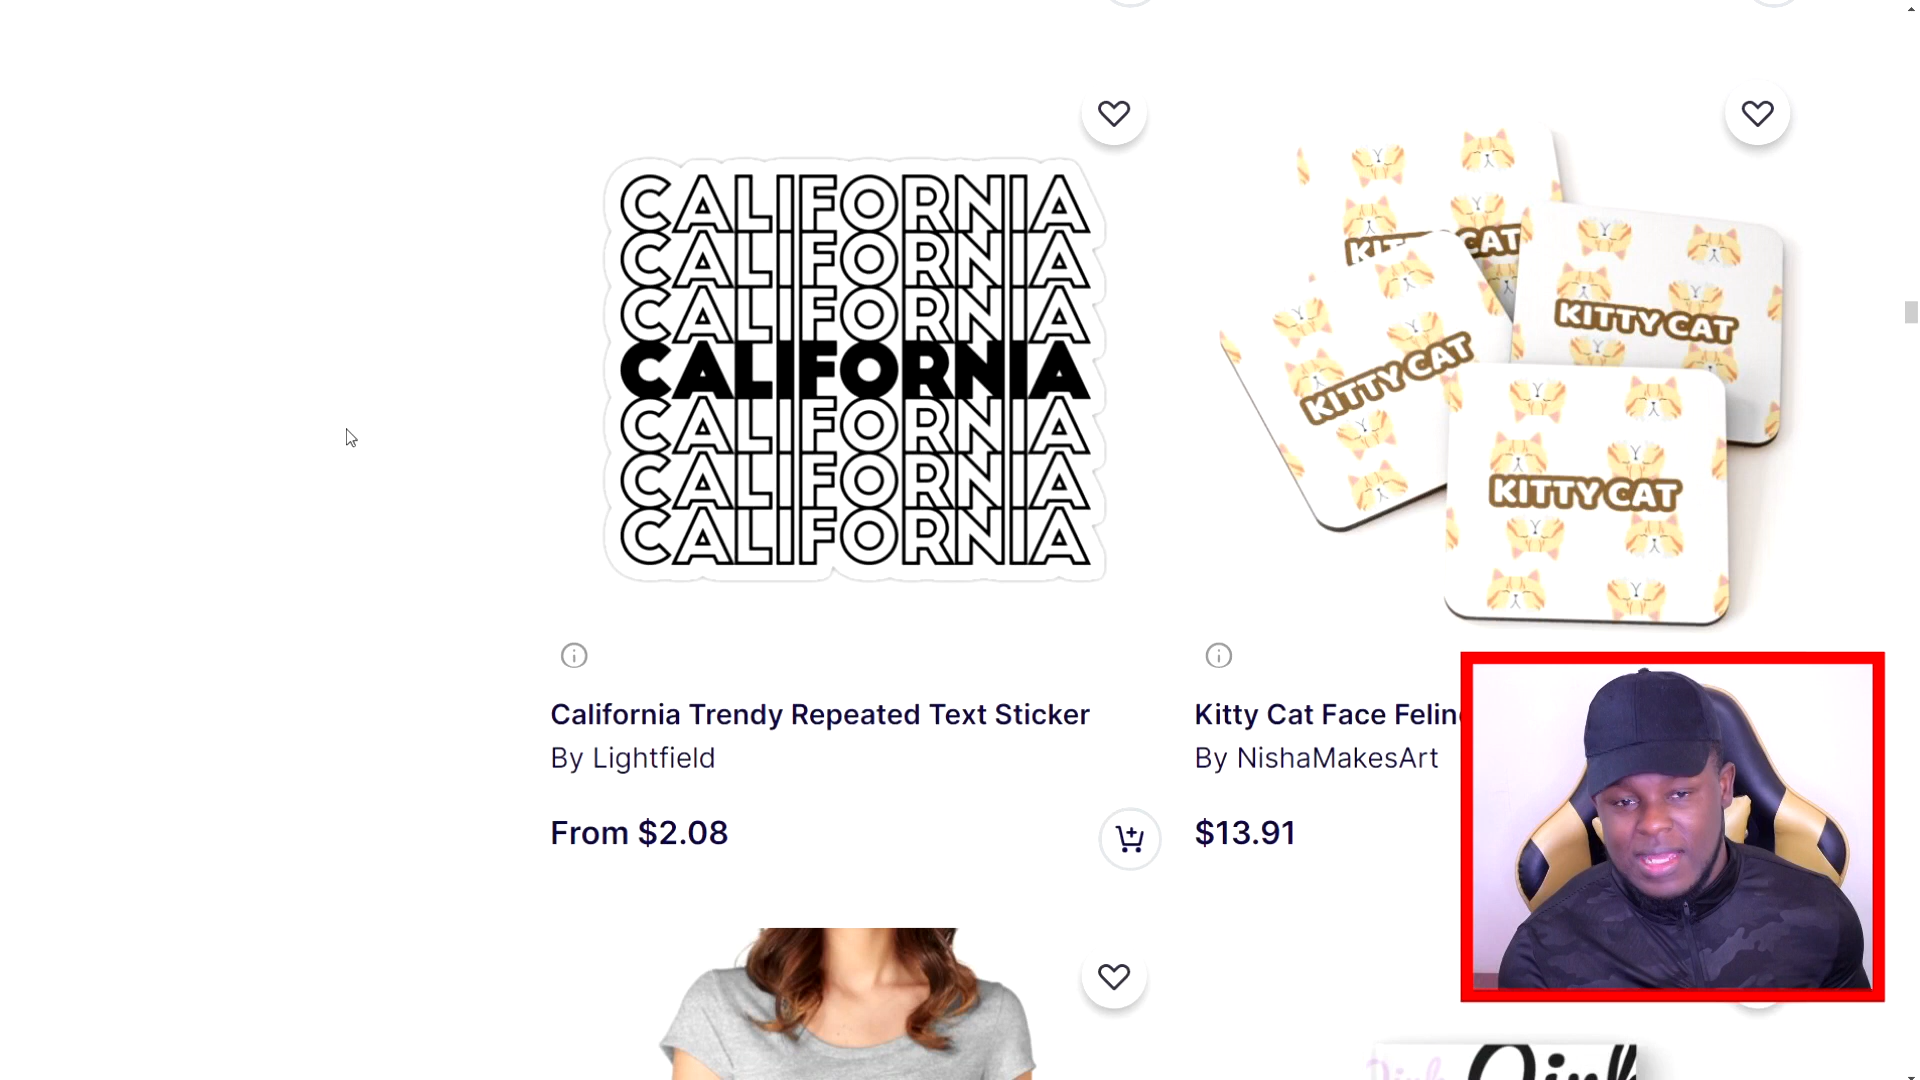 CALIFORNIA
CALIFORNIA
CALIFORNIA
CALIFORNIA
CALIFORNIA
CALIFORNIA
CALIFORNIA
CAT
KITTY CAT
KITTY CAT
KITTY CAT
California Trendy Repeated Text Sticker
By Lightfield
From $2.08
Kitty Cat Face
By NishaMakesArt
$13.91